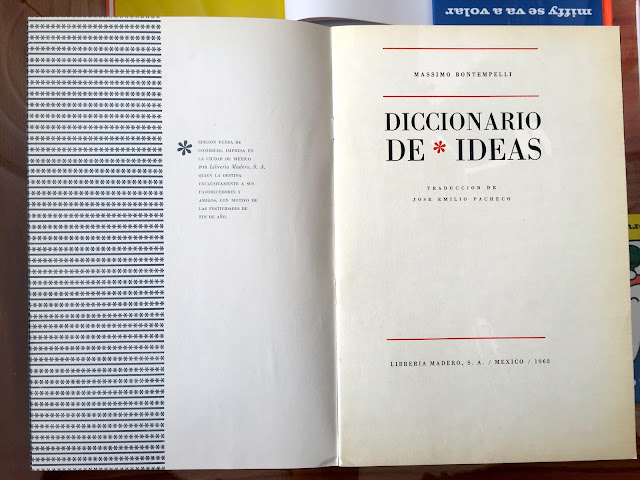 miffy se va a volar
*
EDICION FUERA DE
COMERCIO, IMPRESA EN
LA CIUDAD DE MEXICO
POR Librería Madero, S. A.
QUIEN LA DESTINA
EXCLUSIVAMENTE A SUS
FAVORECEDORES Y
AMIGOS, CON MOTIVO DE
LAS FESTIVIDADES DE
FIN DE AÑO.
MASSIMO BONTEMPELLI
DICCIONARIO
DE * IDEAS
TRADUCCION DE
JOSE EMILIO PACHECO
LIBRERIA MADERO, S. A. / MEXICO / 1962